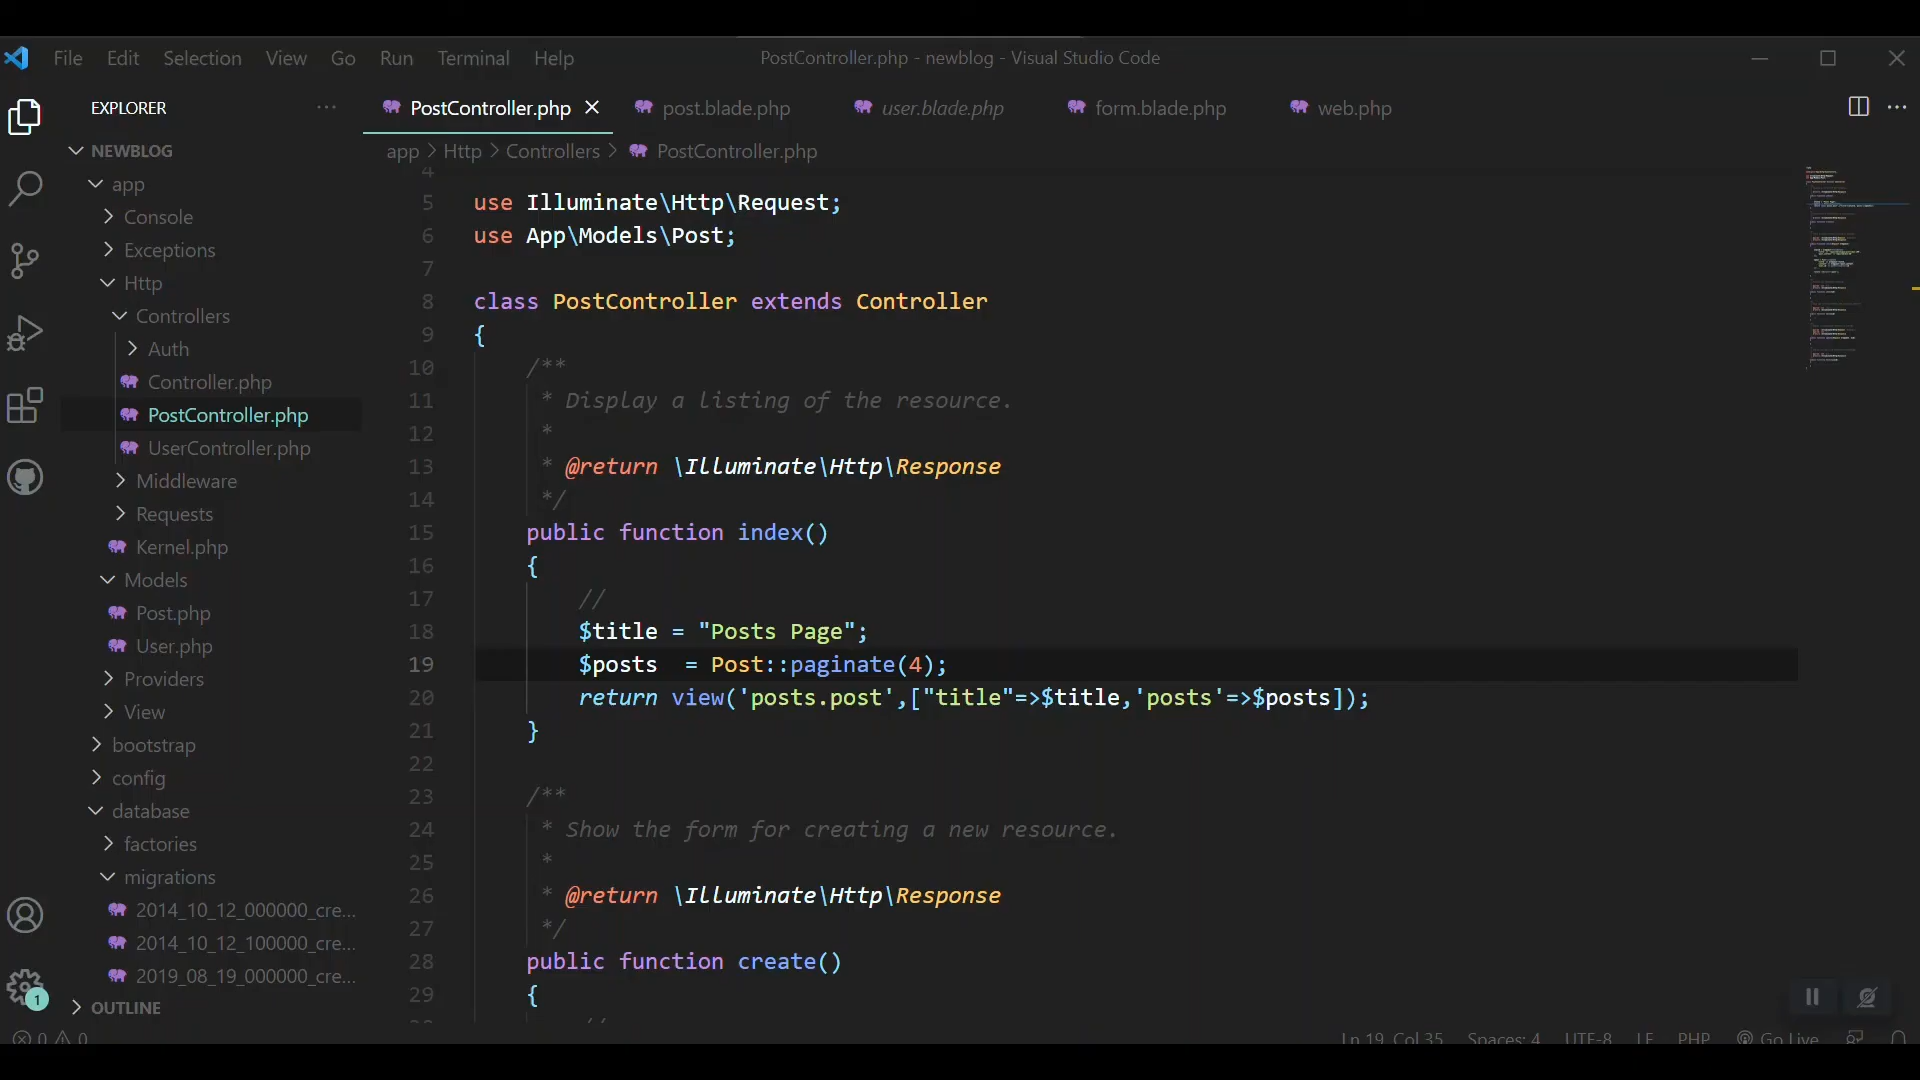 File Edit Selection View Go Run Terminal Help PostController.php - newblog - Visual Studio Code
EXPLORER ··· PostController.php post.blade.php user.blade.php form.blade.php web.php ···
NEWBLOG
app > Http > Controllers > PostController.php
app
Console
Exceptions
Http
Controllers
Auth
Controller.php
PostController.php
UserController.php
Middleware
Requests
Kernel.php
Models
Post.php
User.php
Providers
View
bootstrap
config
database
factories
migrations
2014_10_12_000000_cre...
2014_10_12_100000_cre...
2019_08_19_000000_cre...
OUTLINE
1
4
5 use Illuminate\Http\Request;
6 use App\Models\Post;
7
8 class PostController extends Controller
9 {
10 /**
11 * Display a listing of the resource.
12 *
13 * @return \Illuminate\Http\Response
14 */
15 public function index()
16 {
17 //
18 $title = "Posts Page";
19 $posts  = Post::paginate(4);
20 return view('posts.post',["title"=>$title,'posts'=>$posts]);
21 }
22
23 /**
24 * Show the form for creating a new resource.
25 *
26 * @return \Illuminate\Http\Response
27 */
28 public function create()
29 {
//
0 0 Ln 19, Col 35 Spaces: 4 UTF-8 LF PHP Go Live